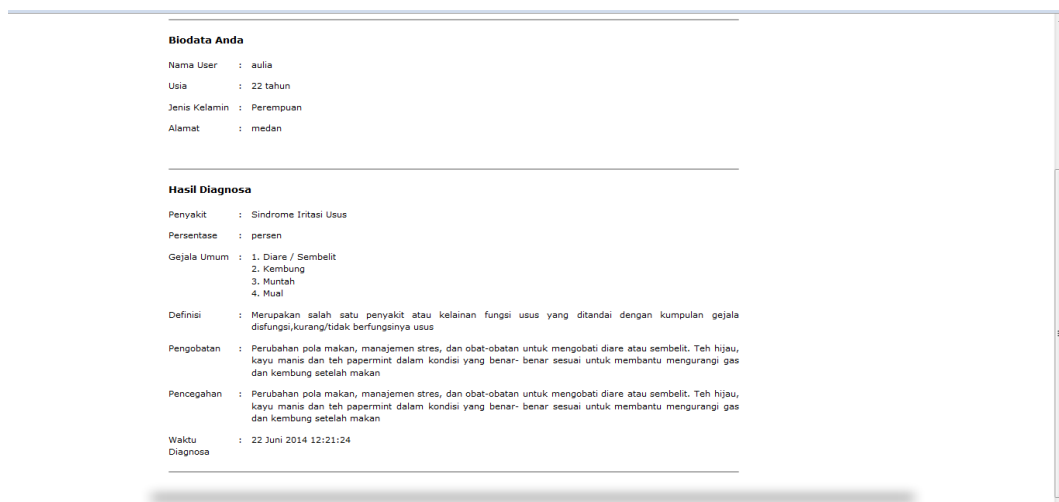 Biodata Anda
Nama User : aulia
Usia : 22 tahun
Jenis Kelamin : Perempuan
Alamat : medan
Hasil Diagnosa
Penyakit : Sindrome Iritasi Usus
Persentase : persen
Gejala Umum : 1. Diare / Sembelit
2. Kembung
3. Muntah
4. Mual
Definisi : Merupakan salah satu penyakit atau kelainan fungsi usus yang ditandai dengan kumpulan gejala
disfungsi,kurang/tidak berfungsinya usus
Pengobatan : Perubahan pola makan, manajemen stres, dan obat-obatan untuk mengobati diare atau sembelit. Teh hijau,
kayu manis dan teh papermint dalam kondisi yang benar- benar sesuai untuk membantu mengurangi gas
dan kembung setelah makan
Pencegahan : Perubahan pola makan, manajemen stres, dan obat-obatan untuk mengobati diare atau sembelit. Teh hijau,
kayu manis dan teh papermint dalam kondisi yang benar- benar sesuai untuk membantu mengurangi gas
dan kembung setelah makan
Waktu : 22 Juni 2014 12:21:24
Diagnosa